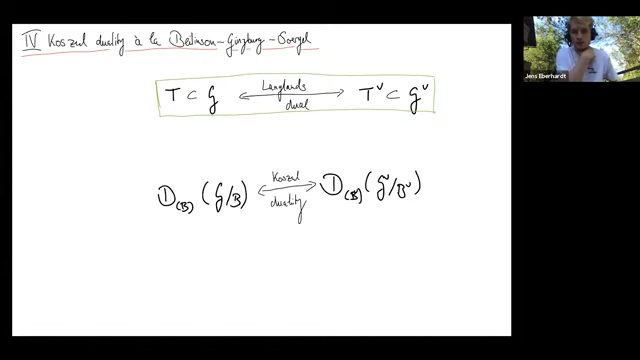 IV Koszul duality à la Beilinson-Ginzburg-Soergel
T ⊂ G ⟷ T^∨ ⊂ G^∨
Langlands
dual
D_(B) (G/B) ⟷ D_(B) (G^∨/B^∨)
Koszul
duality
Jens Eberhardt